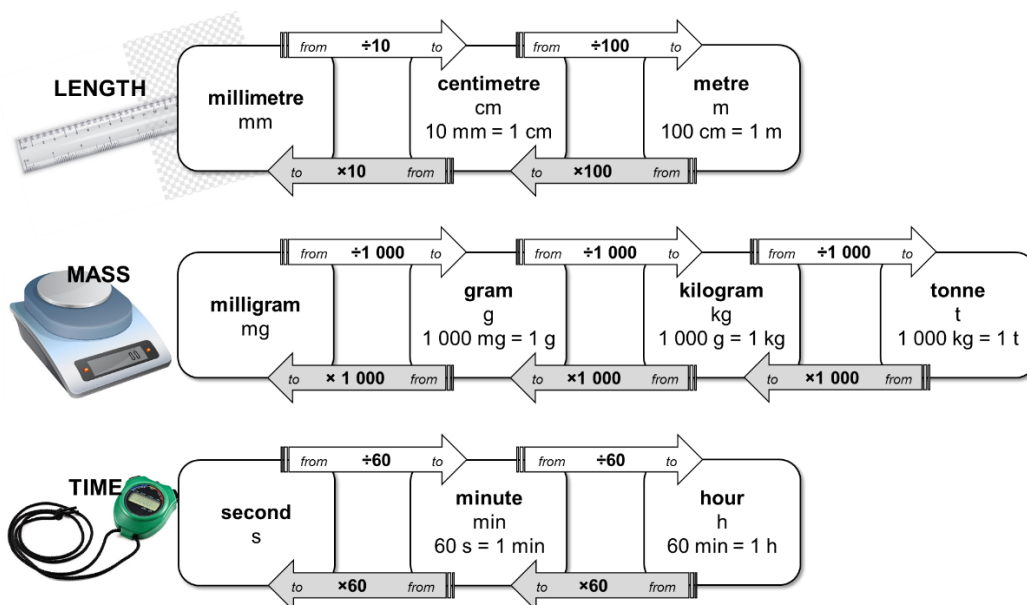 from ÷10 to
from ÷100 to
LENGTH
millimetre
mm
centimetre
cm
10 mm = 1 cm
metre
m
100 cm = 1 m
to ×10 from
to ×100 from
from ÷1 000 to
from ÷1 000 to
from ÷1 000 to
MASS
milligram
mg
gram
g
1 000 mg = 1 g
kilogram
kg
1 000 g = 1 kg
tonne
t
1 000 kg = 1 t
0.0
to × 1 000 from
to ×1 000 from
to ×1 000 from
from ÷60 to
from ÷60 to
TIME
second
s
minute
min
60 s = 1 min
hour
h
60 min = 1 h
to ×60 from
to ×60 from